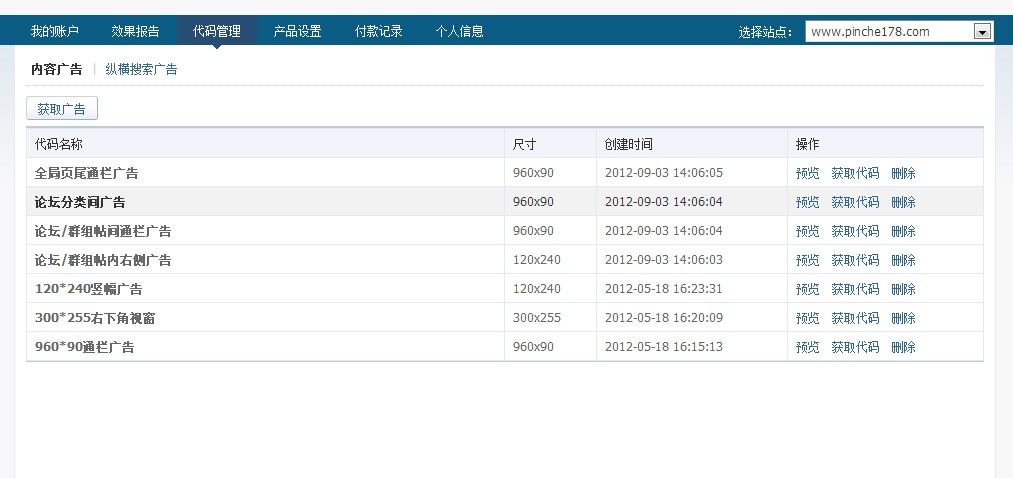 我的账户 效果报告 代码管理 产品设置 付款记录 个人信息 选择站点： www.pinche178.com
内容广告 | 纵横搜索广告
获取广告
代码名称 尺寸 创建时间 操作
全局页尾通栏广告 960x90 2012-09-03 14:06:05 预览 获取代码 删除
论坛分类间广告 960x90 2012-09-03 14:06:04 预览 获取代码 删除
论坛/群组帖间通栏广告 960x90 2012-09-03 14:06:04 预览 获取代码 删除
论坛/群组帖内右侧广告 120x240 2012-09-03 14:06:03 预览 获取代码 删除
120*240竖幅广告 120x240 2012-05-18 16:23:31 预览 获取代码 删除
300*255右下角视窗 300x255 2012-05-18 16:20:09 预览 获取代码 删除
960*90通栏广告 960x90 2012-05-18 16:15:13 预览 获取代码 删除